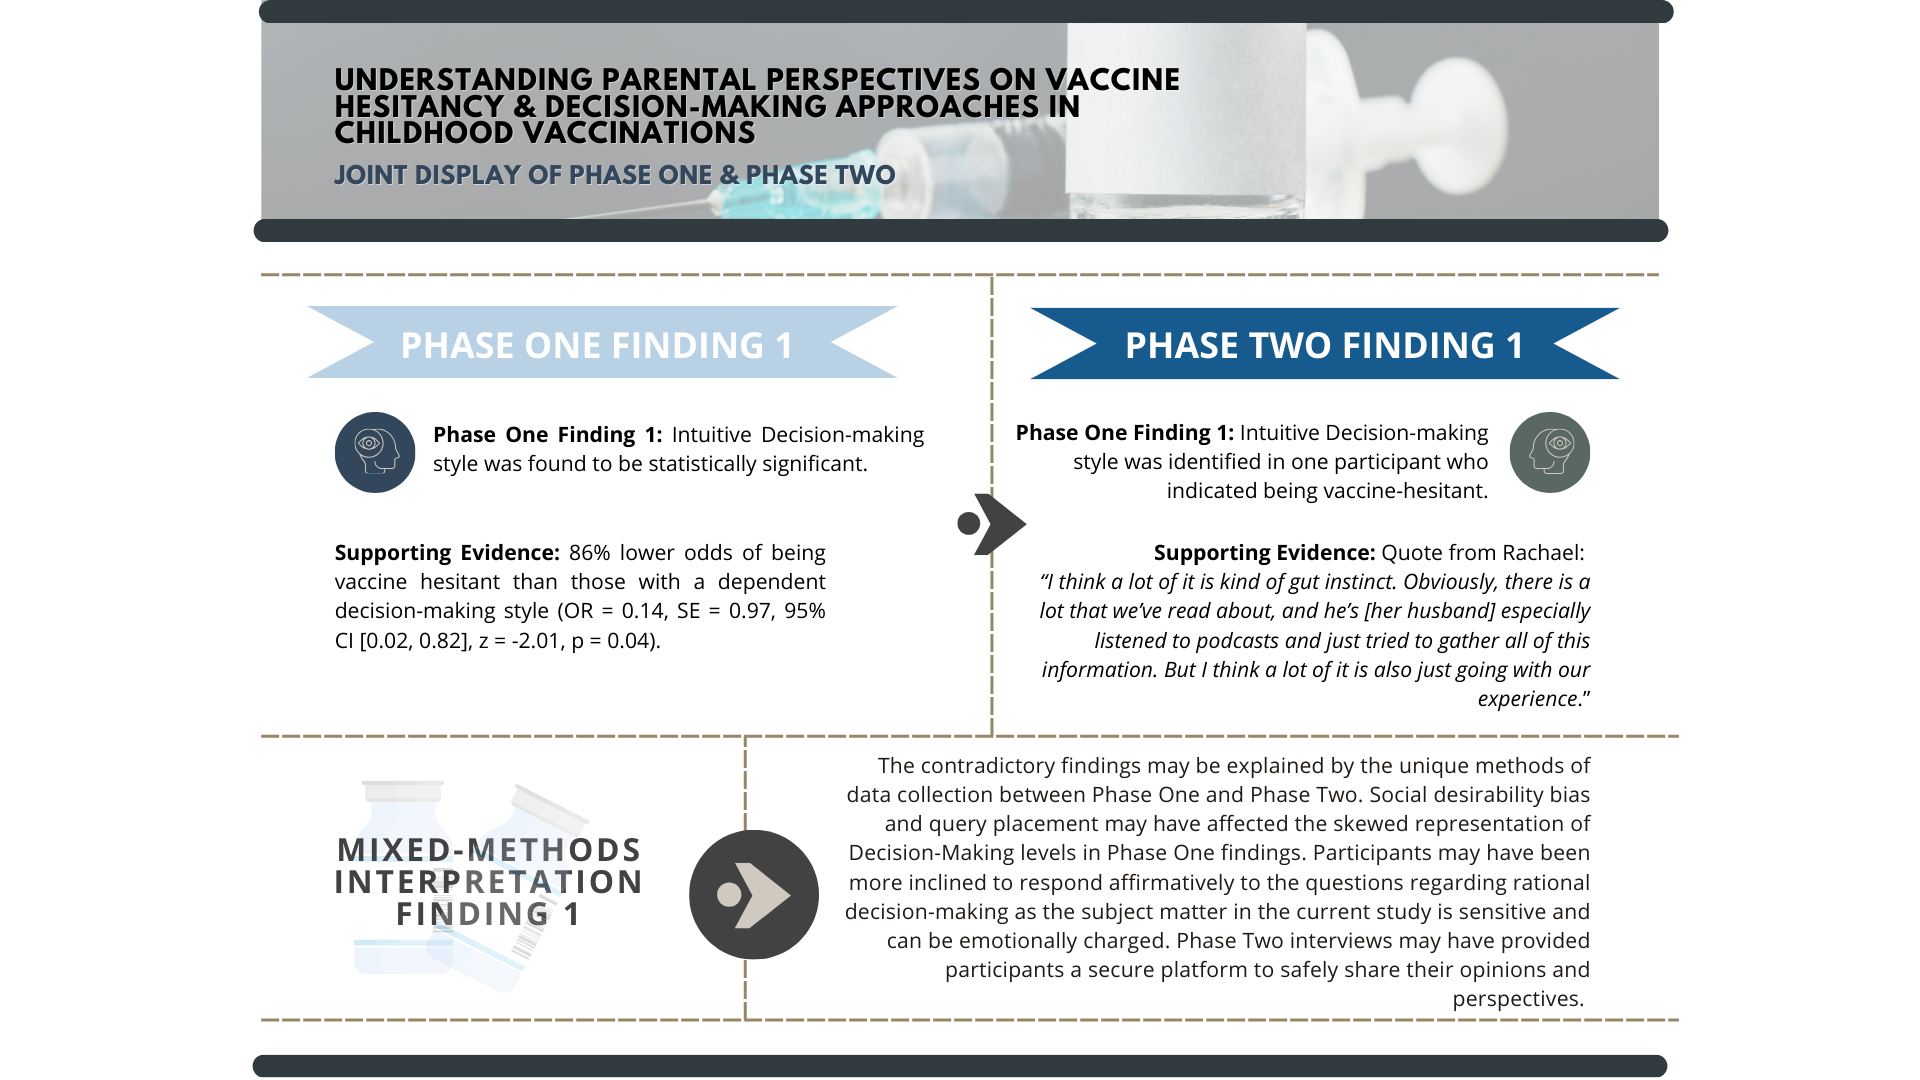 UNDERSTANDING PARENTAL PERSPECTIVES ON VACCINE
HESITANCY & DECISION-MAKING APPROACHES IN
CHILDHOOD VACCINATIONS
JOINT DISPLAY OF PHASE ONE & PHASE TWO
PHASE ONE FINDING 1
Phase One Finding 1: Intuitive Decision-making
style was found to be statistically significant.
Supporting Evidence: 86% lower odds of being
vaccine hesitant than those with a dependent
decision-making style (OR = 0.14, SE = 0.97, 95%
CI [0.02, 0.82], z = -2.01, p = 0.04).
PHASE TWO FINDING 1
Phase One Finding 1: Intuitive Decision-making
style was identified in one participant who
indicated being vaccine-hesitant.
Supporting Evidence: Quote from Rachael:
“I think a lot of it is kind of gut instinct. Obviously, there is a
lot that we’ve read about, and he’s [her husband] especially
listened to podcasts and just tried to gather all of this
information. But I think a lot of it is also just going with our
experience.”
MIXED-METHODS
INTERPRETATION
FINDING 1
The contradictory findings may be explained by the unique methods of
data collection between Phase One and Phase Two. Social desirability bias
and query placement may have affected the skewed representation of
Decision-Making levels in Phase One findings. Participants may have been
more inclined to respond affirmatively to the questions regarding rational
decision-making as the subject matter in the current study is sensitive and
can be emotionally charged. Phase Two interviews may have provided
participants a secure platform to safely share their opinions and
perspectives.